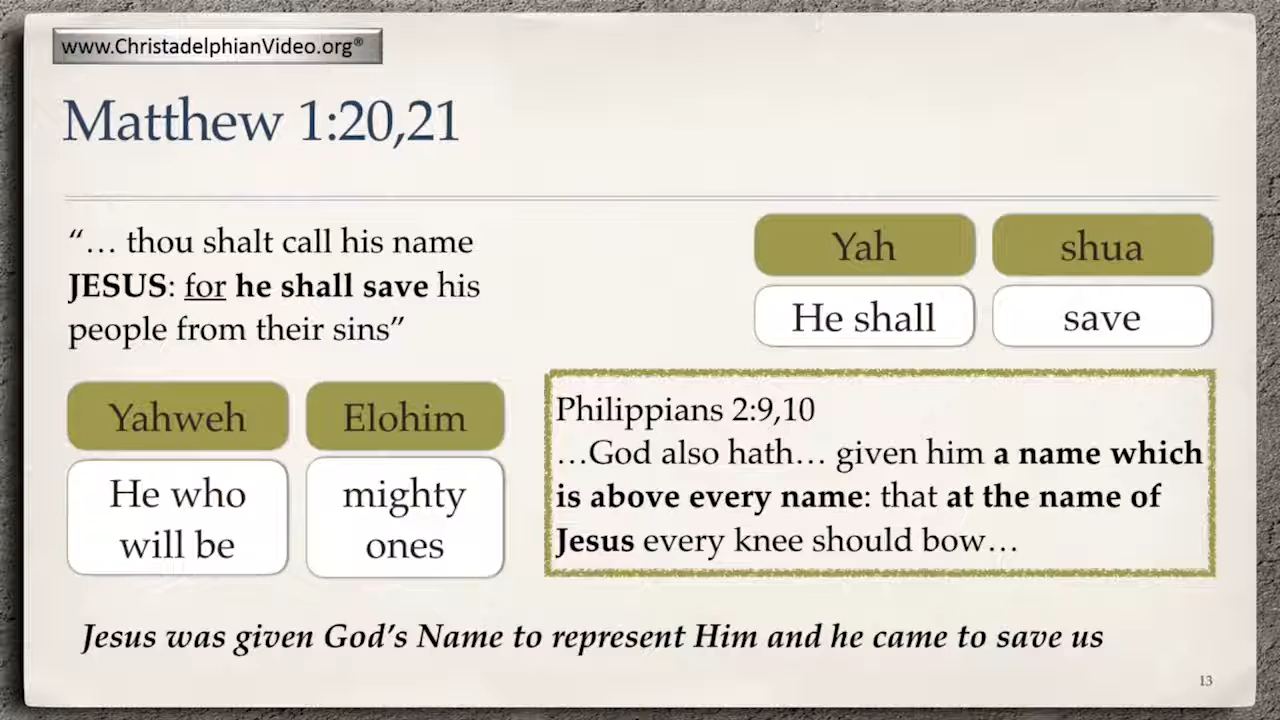 www.ChristadelphianVideo.org®
Matthew 1:20,21
“… thou shalt call his name
JESUS: for he shall save his
people from their sins”
Yah
shua
He shall
save
Yahweh
Elohim
He who
will be
mighty
ones
Philippians 2:9,10
…God also hath… given him a name which
is above every name: that at the name of
Jesus every knee should bow…
Jesus was given God’s Name to represent Him and he came to save us
13